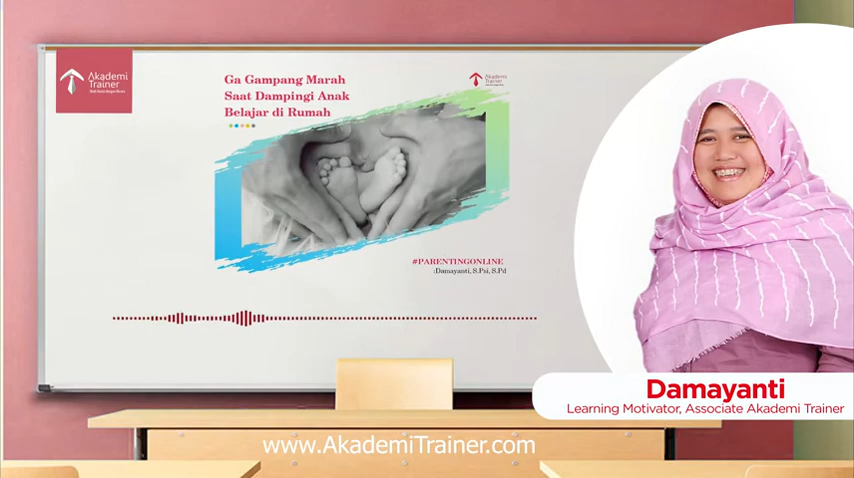 Akademi
Trainer
Ga Gampang Marah
Saat Dampingi Anak
Belajar di Rumah
Akademi
Trainer
#PARENTINGONLINE
:Damayanti, S.Psi, S.Pd
Damayanti
Learning Motivator, Associate Akademi Trainer
www.AkademiTrainer.com